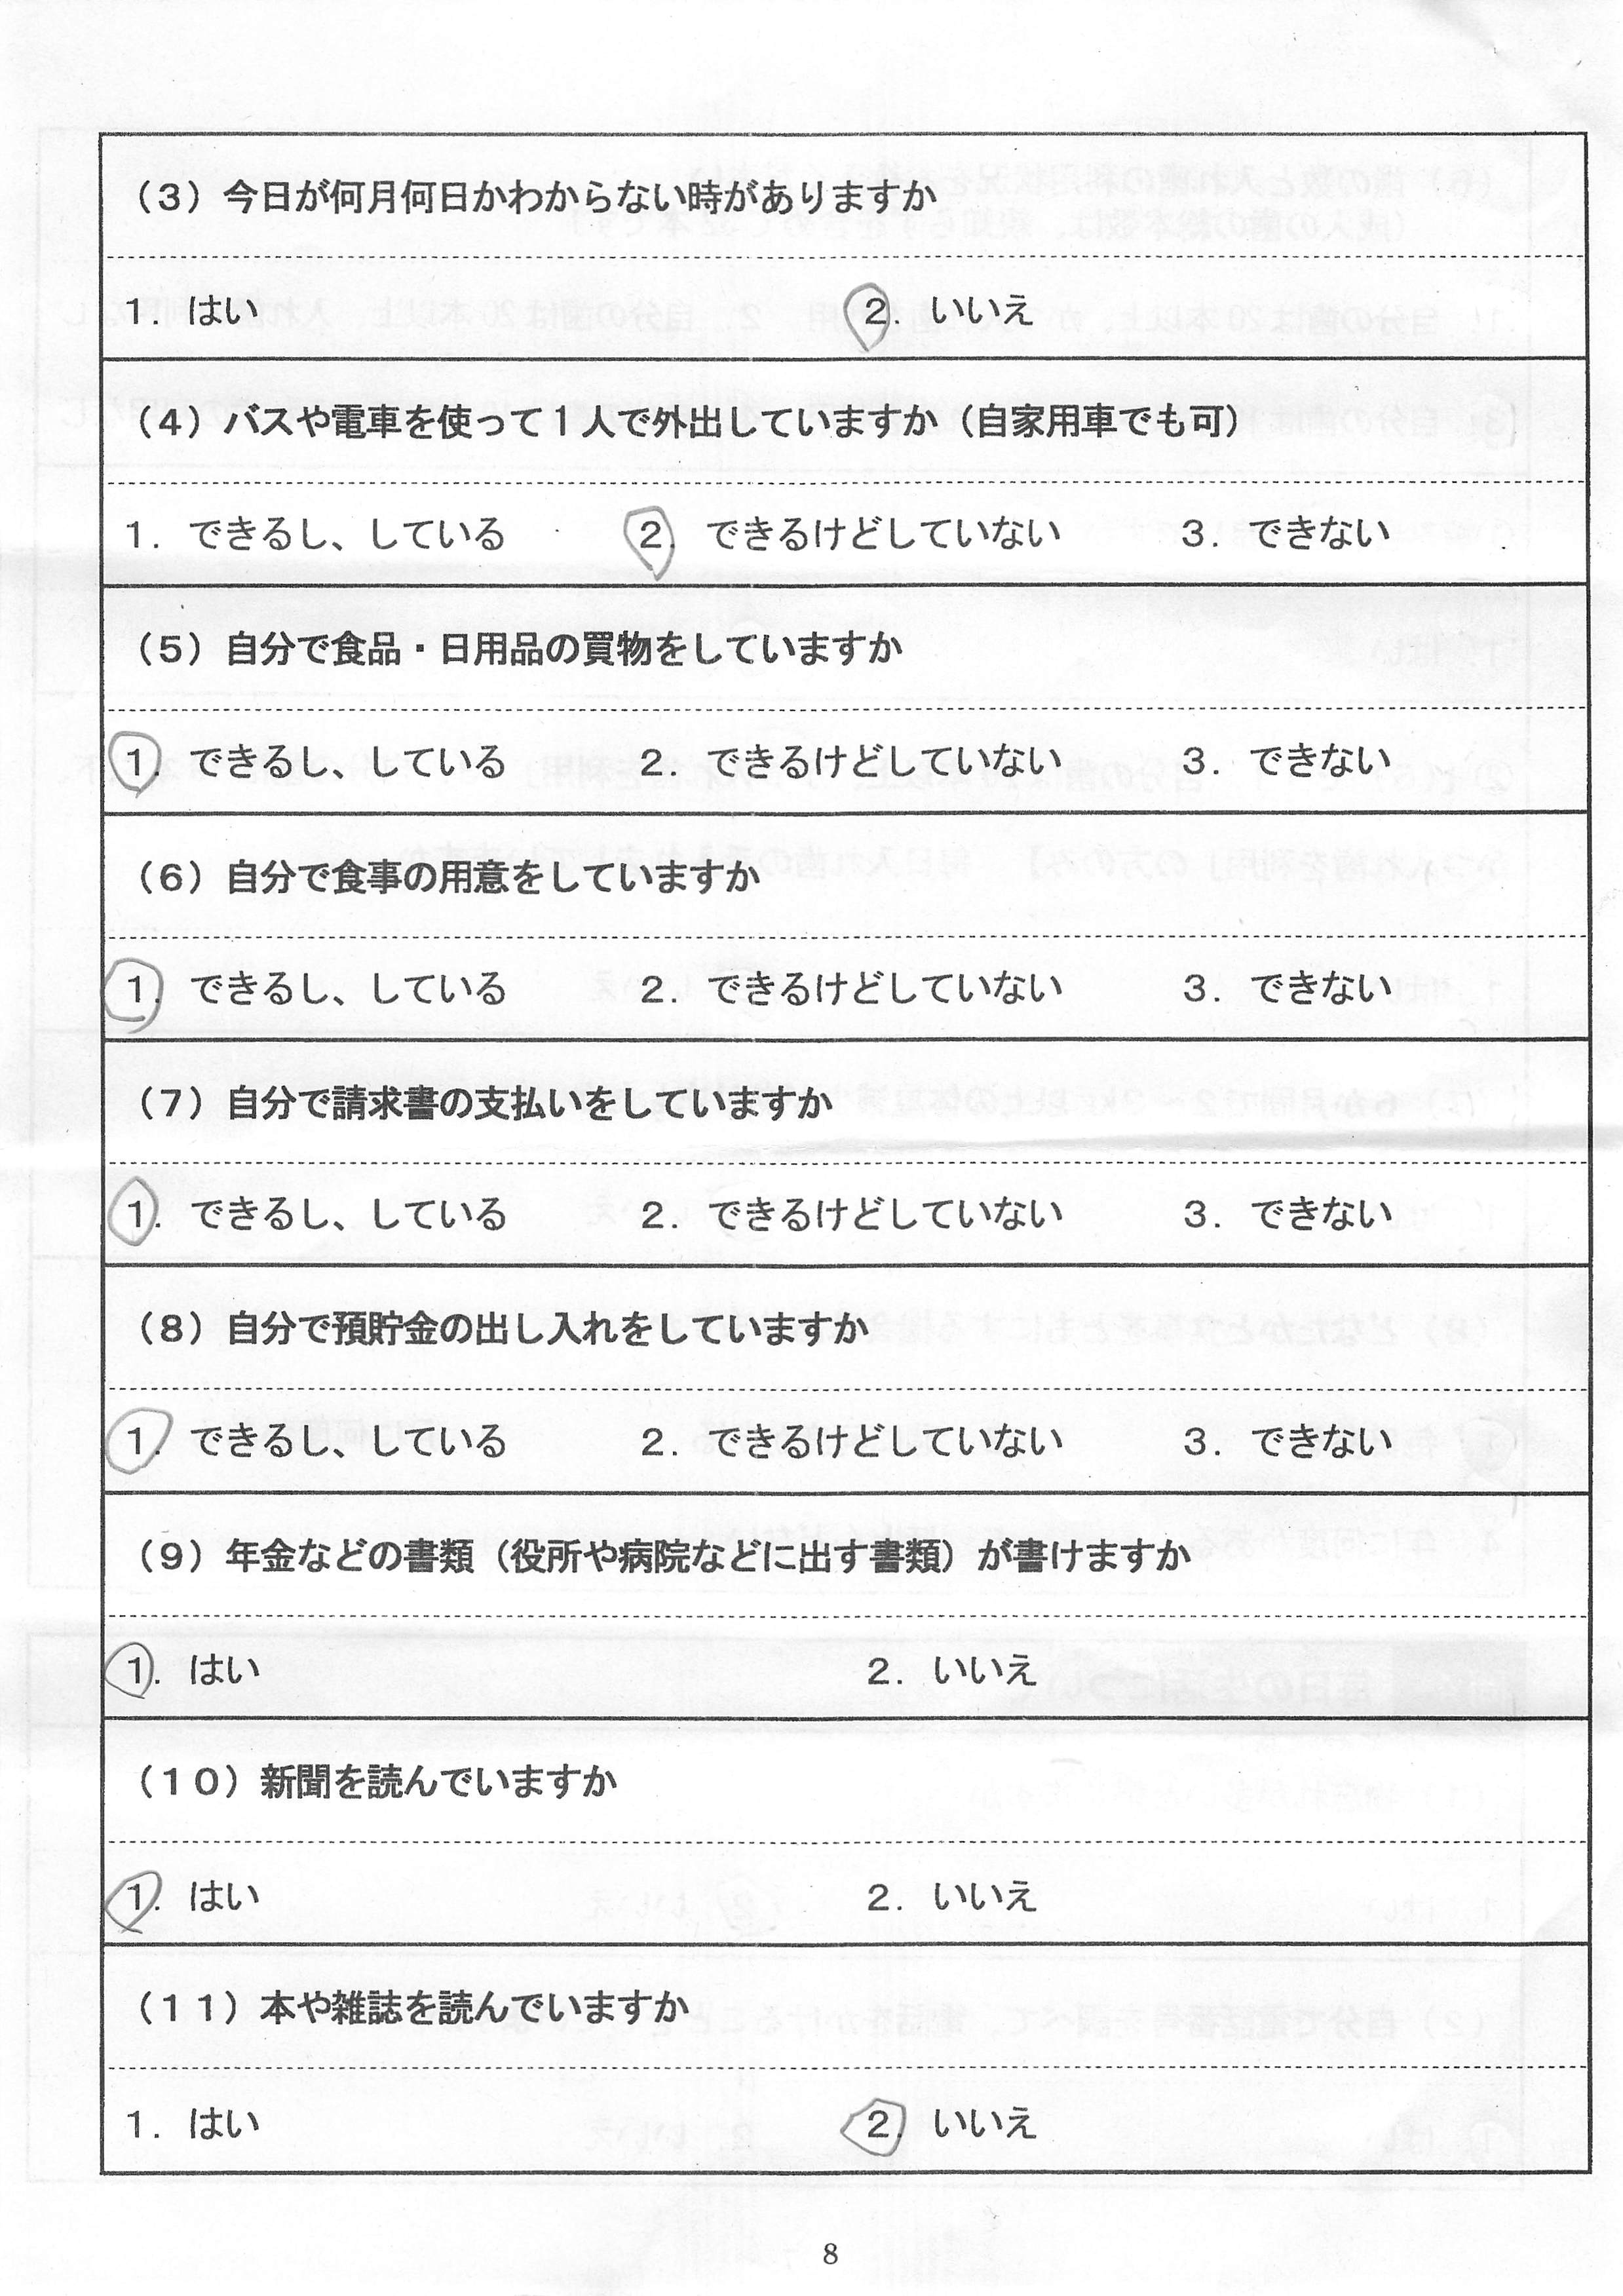 （３）今日が何月何日かわからない時がありますか
１．はい　２．いいえ
（４）バスや電車を使って１人で外出していますか（自家用車でも可）
１．できるし、している　２．できるけどしていない　３．できない
（５）自分で食品・日用品の買物をしていますか
１．できるし、している　２．できるけどしていない　３．できない
（６）自分で食事の用意をしていますか
１．できるし、している　２．できるけどしていない　３．できない
（７）自分で請求書の支払いをしていますか
１．できるし、している　２．できるけどしていない　３．できない
（８）自分で預貯金の出し入れをしていますか
１．できるし、している　２．できるけどしていない　３．できない
（９）年金などの書類（役所や病院などに出す書類）が書けますか
１．はい　２．いいえ
（１０）新聞を読んでいますか
１．はい　２．いいえ
（１１）本や雑誌を読んでいますか
１．はい　２．いいえ
8